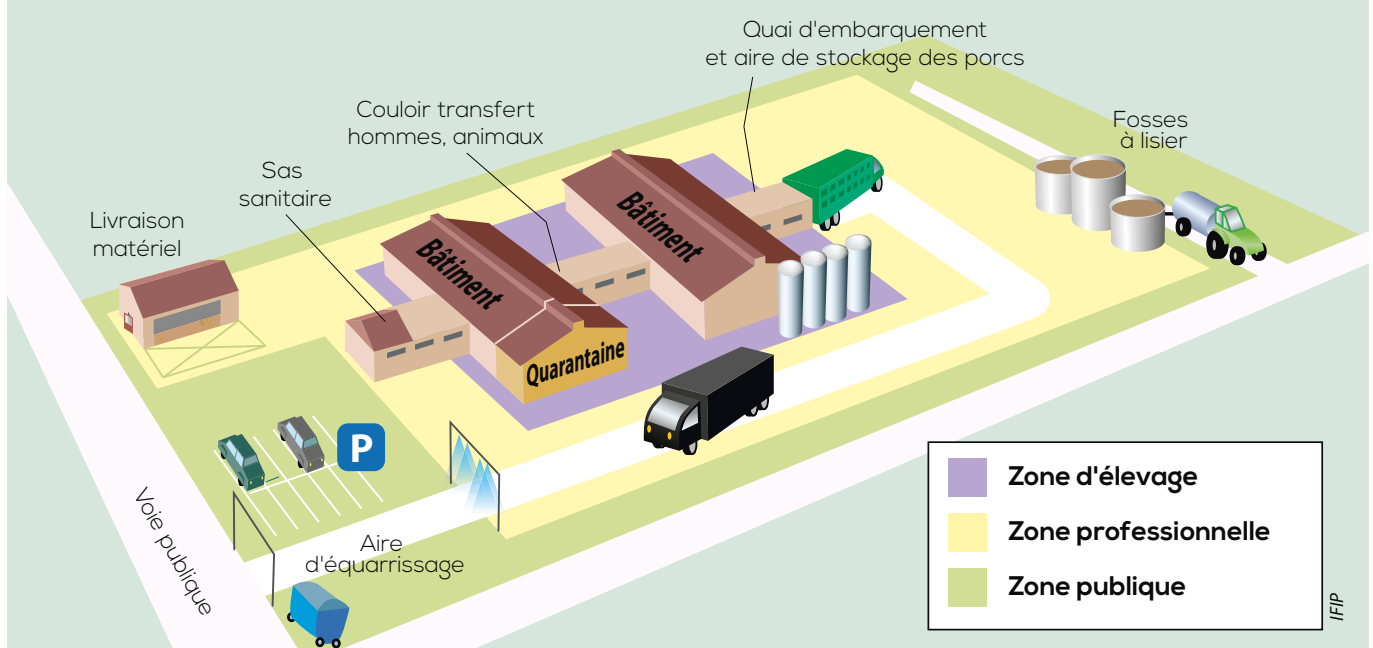 Quai d'embarquement
et aire de stockage des porcs
Couloir transfert
hommes, animaux
Fosses
à lisier
Sas
sanitaire
Livraison
matériel
Bâtiment
Bâtiment
Quarantaine
P
Voie publique
Aire
d'équarrissage
Zone d'élevage
Zone professionnelle
Zone publique
IFIP